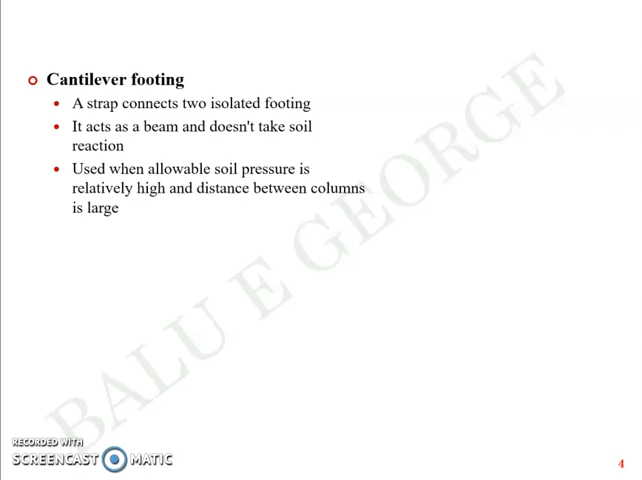 Cantilever footing
A strap connects two isolated footing
It acts as a beam and doesn't take soil
reaction
Used when allowable soil pressure is
relatively high and distance between columns
is large
BALU E GEORGE
RECORDED WITH
SCREENCAST MATIC
4